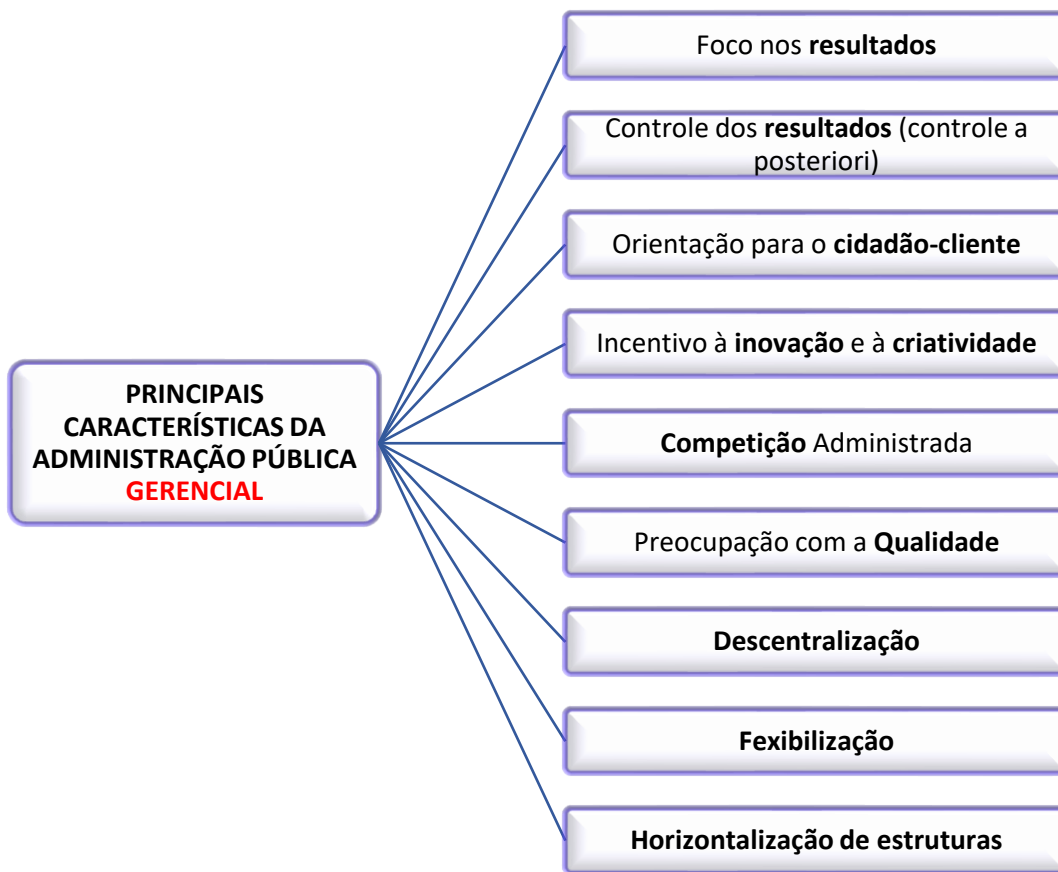 Foco nos resultados
Controle dos resultados (controle a
posteriori)
Orientação para o cidadão-cliente
Incentivo à inovação e à criatividade
PRINCIPAIS
CARACTERÍSTICAS DA
ADMINISTRAÇÃO PÚBLICA
GERENCIAL
Competição Administrada
Preocupação com a Qualidade
Descentralização
Fexibilização
Horizontalização de estruturas